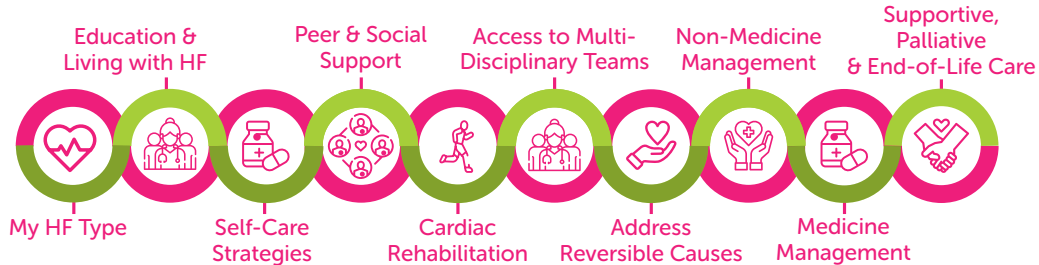 Education &
Living with HF
Peer & Social
Support
Access to Multi-
Disciplinary Teams
Non-Medicine
Management
Supportive,
Palliative
& End-of-Life Care
My HF Type
Self-Care
Strategies
Cardiac
Rehabilitation
Address
Reversible Causes
Medicine
Management